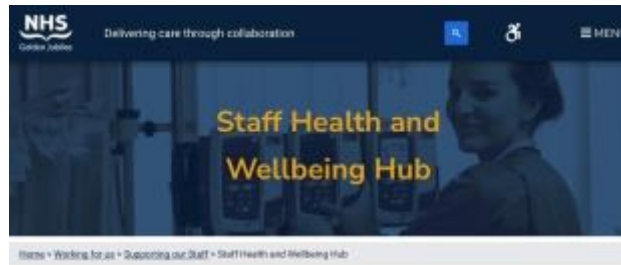 NHS
Golden Jubilee
Delivering care through collaboration
MENU
Staff Health and
Wellbeing Hub
Home > Working for us > Supporting our Staff > Staff Health and Wellbeing Hub